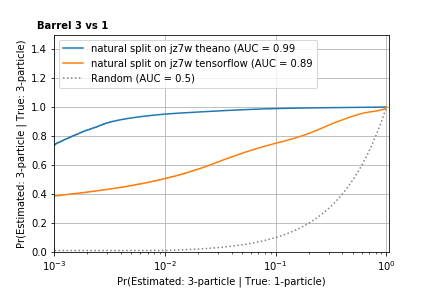 Barrel 3 vs 1
natural split on jz7w theano (AUC = 0.99
natural split on jz7w tensorflow (AUC = 0.89
Random (AUC = 0.5)
Pr(Estimated: 3-particle | True: 3-particle)
1.4
1.2
1.0
0.8
0.6
0.4
0.2
0.0
10⁻³
10⁻²
10⁻¹
10⁰
Pr(Estimated: 3-particle | True: 1-particle)